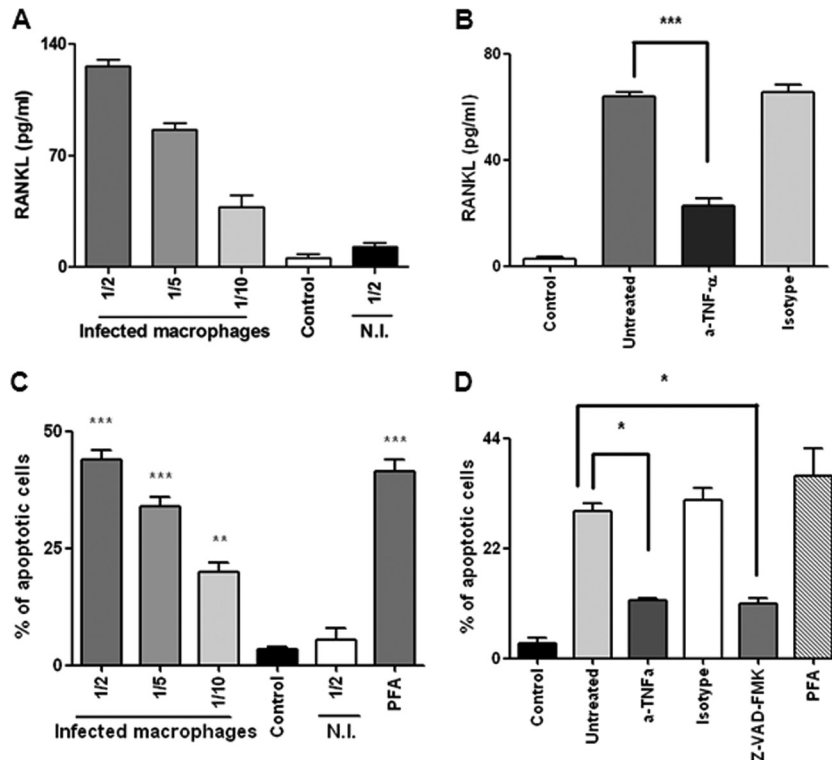 A
RANKL (pg/ml)
140
70
0
1/2
1/5
1/10
Control
1/2
Infected macrophages
N.I.
B
RANKL (pg/ml)
80
40
0
***
Control
Untreated
a-TNF-α
Isotype
C
% of apoptotic cells
50
25
0
***
***
**
***
1/2
1/5
1/10
Control
1/2
PFA
Infected macrophages
N.I.
D
% of apoptotic cells
44
22
0
*
*
Control
Untreated
a-TNFa
Isotype
Z-VAD-FMK
PFA